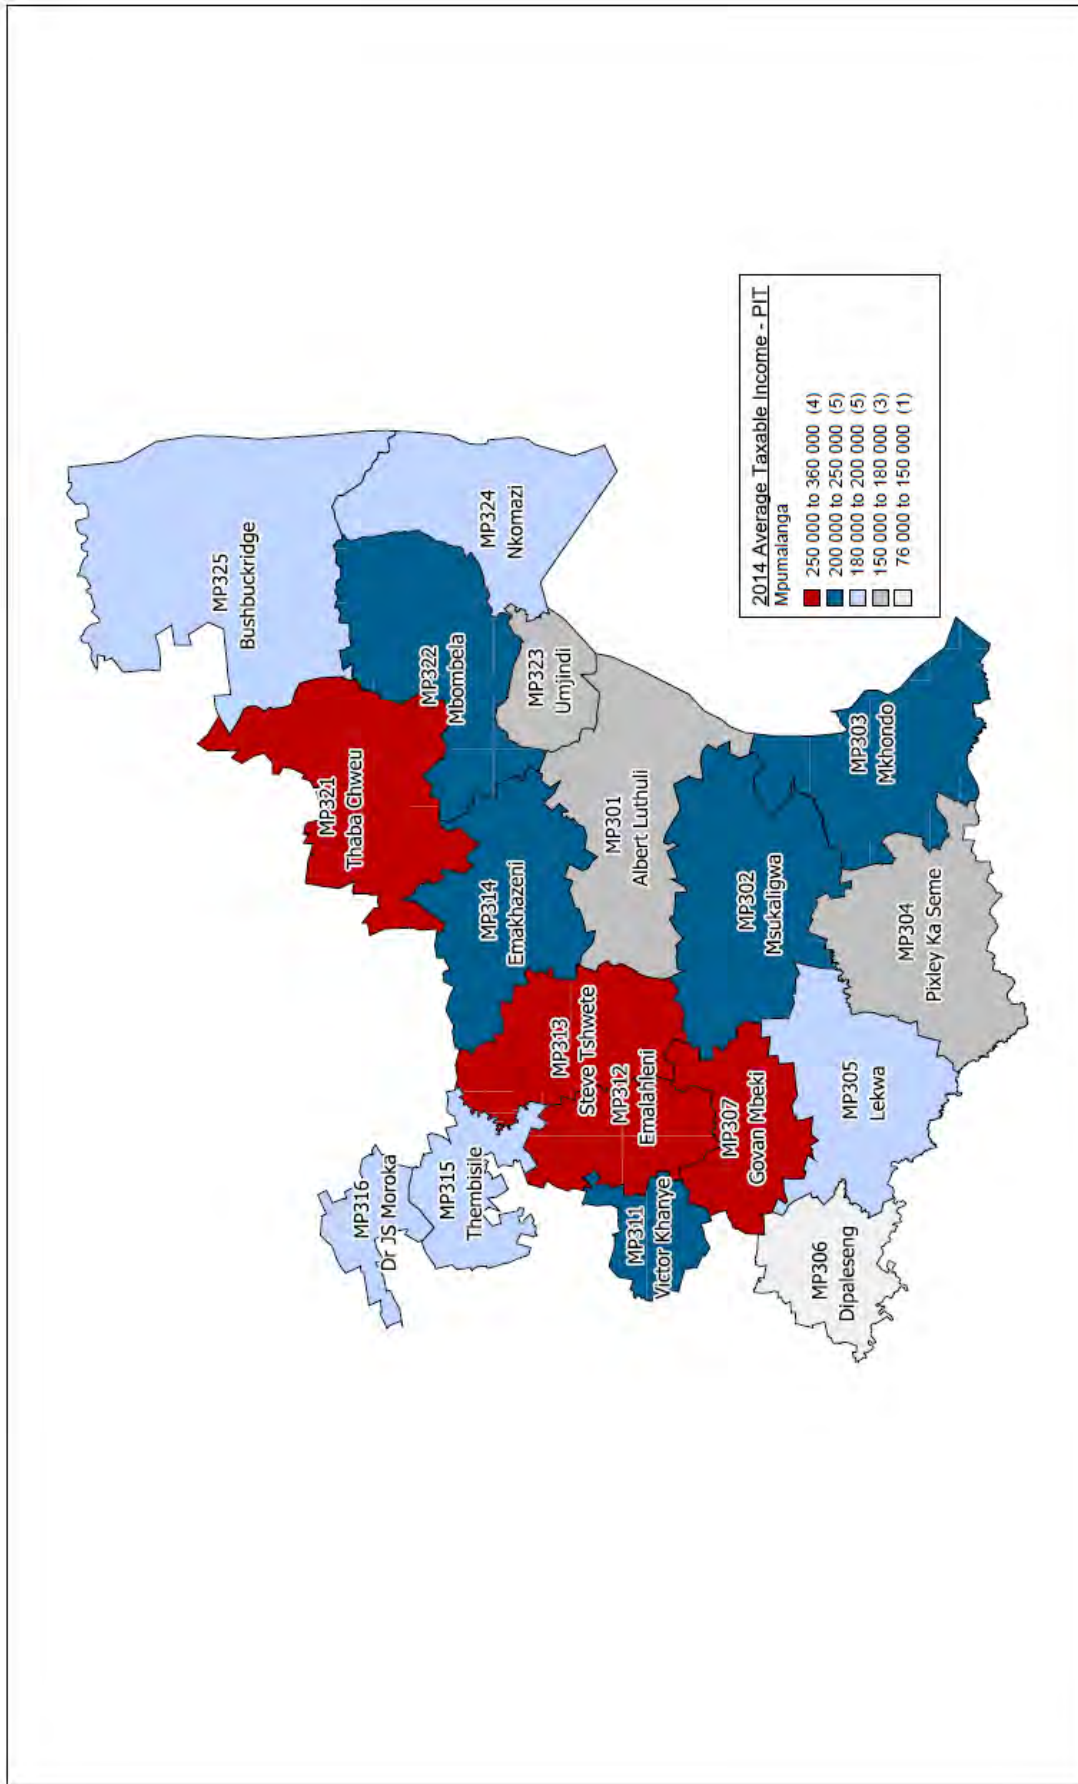 MP325
Bushbuckridge
MP316
Dr JS Moroka
MP321
Thaba Chweu
MP322
Mbombela
MP324
Nkomazi
MP315
Thembisile
MP314
Emakhazeni
MP323
Umjindi
MP313
Steve Tshwete
MP312
Emalahleni
MP301
Albert Luthuli
MP311
Victor Khanye
MP307
Govan Mbeki
MP302
Msukaligwa
MP303
Mkhondo
MP306
Dipaleseng
MP305
Lekwa
MP304
Pixley Ka Seme
2014 Average Taxable Income - PIT
Mpumalanga
250 000 to 360 000 (4)
200 000 to 250 000 (5)
180 000 to 200 000 (5)
150 000 to 180 000 (3)
76 000 to 150 000 (1)